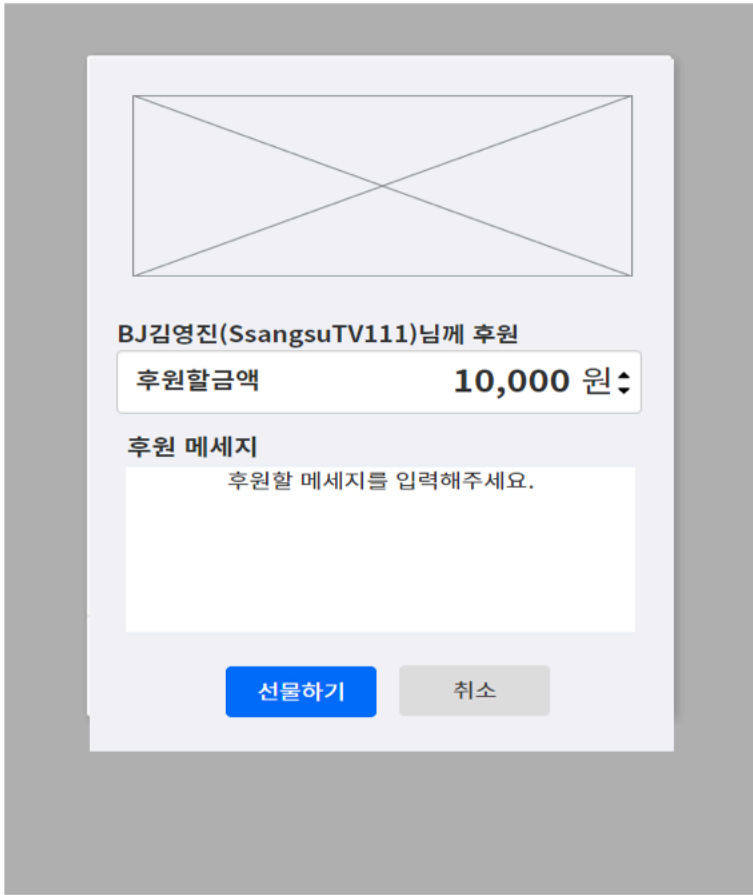 BJ김영진(SsangsuTV111)님께 후원
후원할금액 10,000 원
후원 메세지
후원할 메세지를 입력해주세요.
선물하기 취소